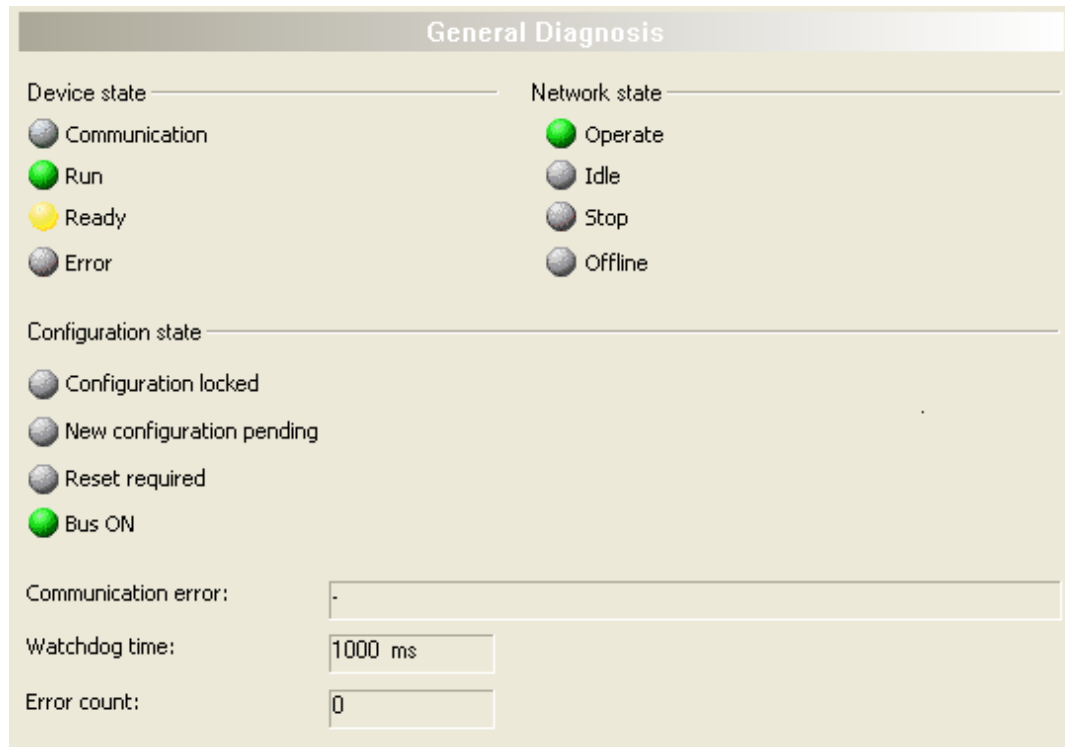 General Diagnosis
Device state
Communication
Run
Ready
Error
Network state
Operate
Idle
Stop
Offline
Configuration state
Configuration locked
New configuration pending
Reset required
Bus ON
Communication error: -
Watchdog time: 1000 ms
Error count: 0